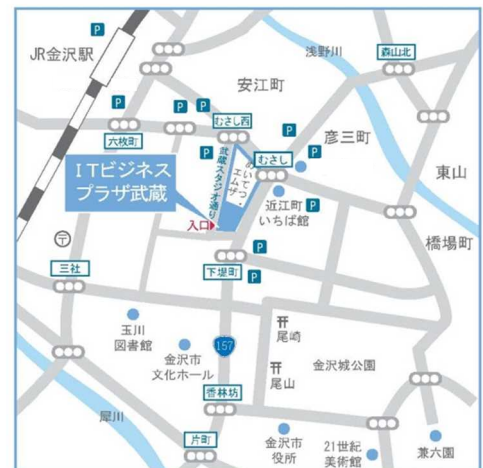 P
JR金沢駅
浅野川
森山北
安江町
P
P
P
むさし西
彦三町
P
六枚町
P
むさし
P
東山
ITビジネス
プラザ武蔵
武蔵スタジオ通り
めいてつ・
エムザ
近江町
いちば館
P
入口
橋場町
〒
P
三社
下堤町
P
玉川
図書館
金沢市
文化ホール
157
尾崎
尾山
金沢城公園
香林坊
犀川
片町
金沢市
役所
21世紀
美術館
兼六園